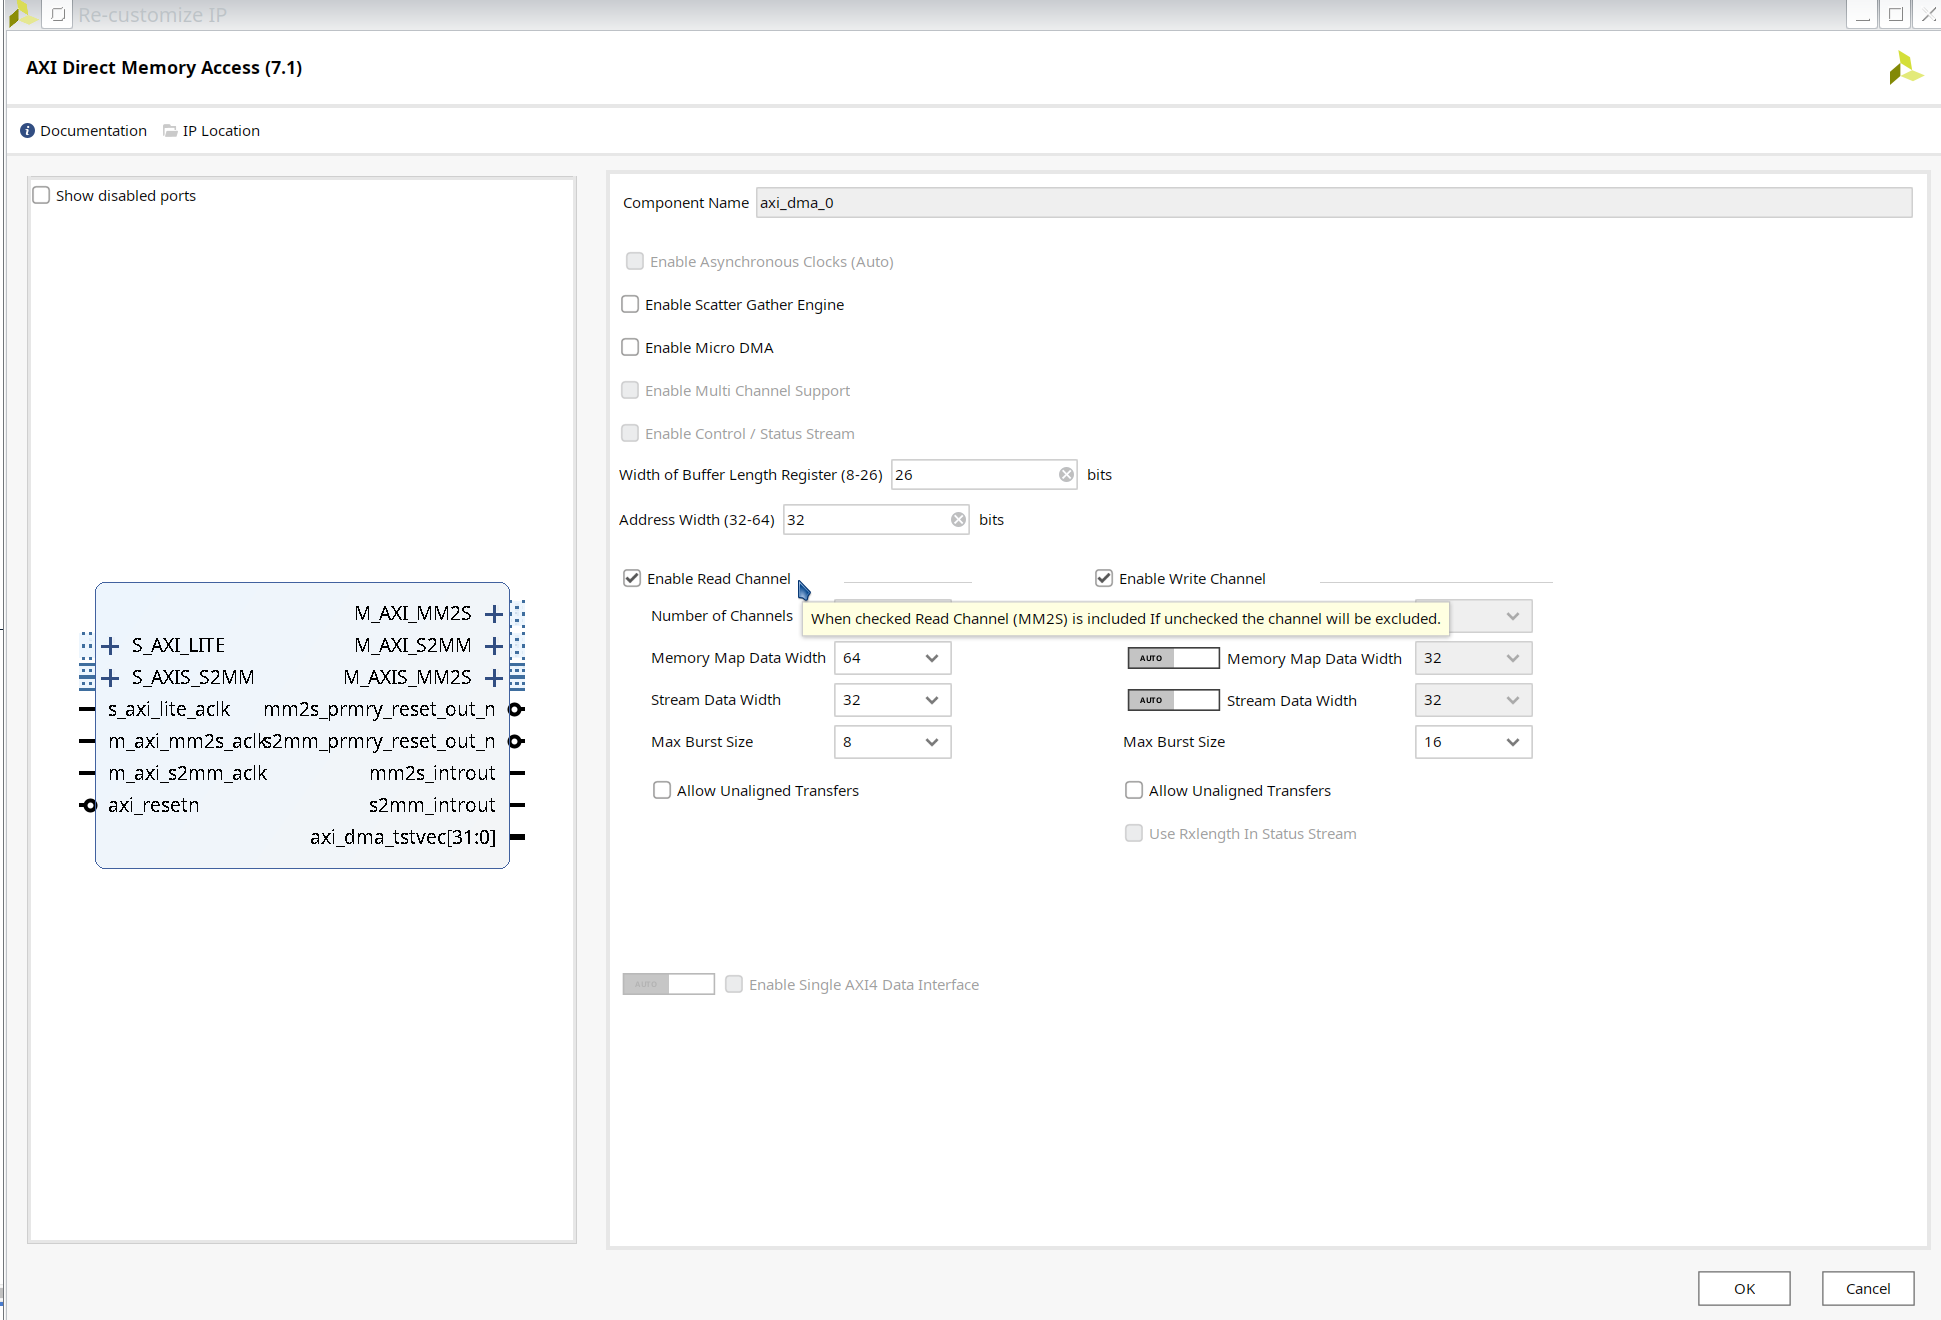 Re-customize IP
AXI Direct Memory Access (7.1)
Documentation IP Location
Show disabled ports
M_AXI_MM2S
S_AXI_LITE M_AXI_S2MM
S_AXIS_S2MM M_AXIS_MM2S
s_axi_lite_aclk mm2s_prmry_reset_out_n
m_axi_mm2s_aclk s2mm_prmry_reset_out_n
m_axi_s2mm_aclk mm2s_introut
axi_resetn s2mm_introut
axi_dma_tstvec[31:0]
Component Name axi_dma_0
Enable Asynchronous Clocks (Auto)
Enable Scatter Gather Engine
Enable Micro DMA
Enable Multi Channel Support
Enable Control / Status Stream
Width of Buffer Length Register (8-26) 26 bits
Address Width (32-64) 32 bits
Enable Read Channel Enable Write Channel
Number of Channels
When checked Read Channel (MM2S) is included If unchecked the channel will be excluded.
Memory Map Data Width 64 AUTO Memory Map Data Width 32
Stream Data Width 32 AUTO Stream Data Width 32
Max Burst Size 8 Max Burst Size 16
Allow Unaligned Transfers Allow Unaligned Transfers
Use Rxlength In Status Stream
AUTO Enable Single AXI4 Data Interface
OK Cancel